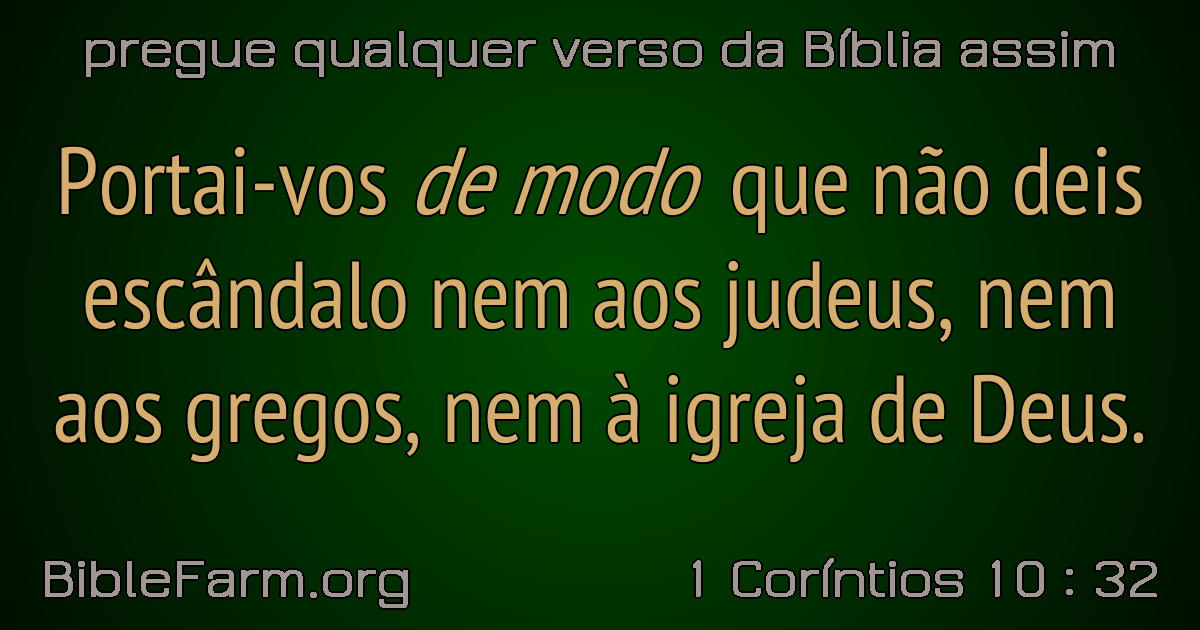 pregue qualquer verso da Bíblia assim
Portai-vos de modo que não deis
escândalo nem aos judeus, nem
aos gregos, nem à igreja de Deus.
BibleFarm.org
1 Coríntios 10 : 32